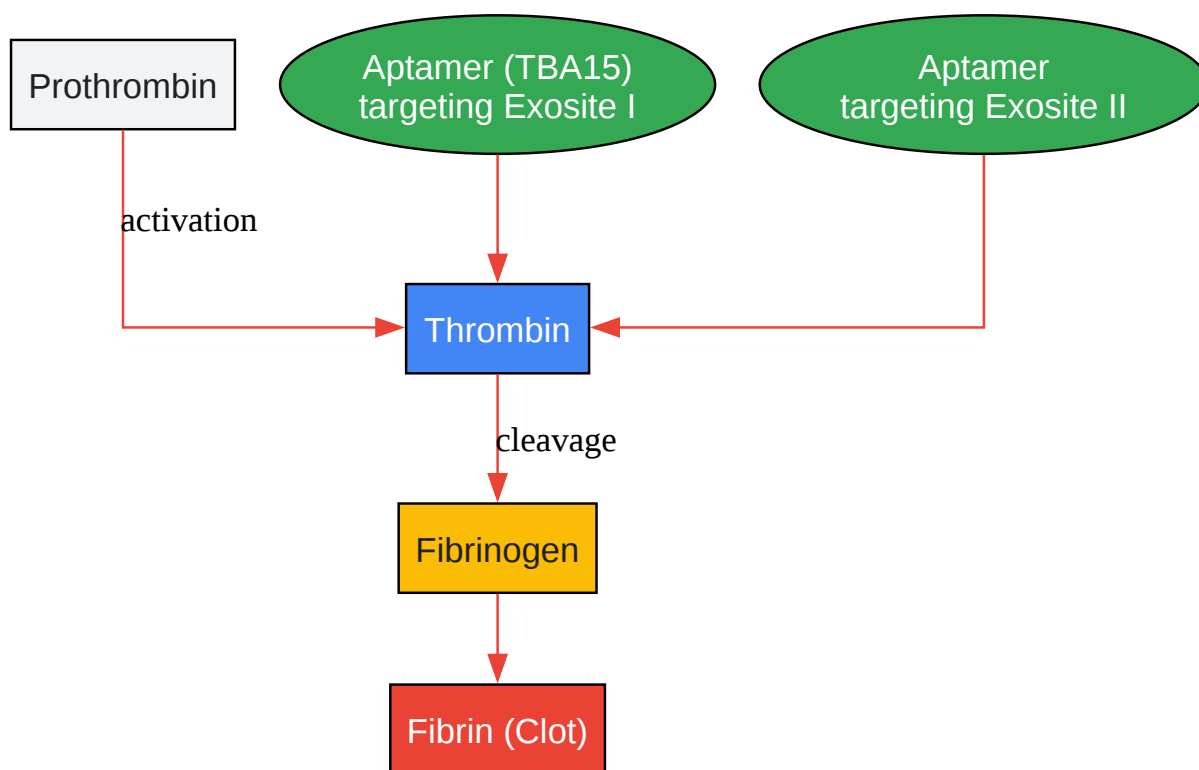 Prothrombin
Aptamer (TBA15)
targeting Exosite I
Aptamer
targeting Exosite II
activation
Thrombin
cleavage
Fibrinogen
Fibrin (Clot)